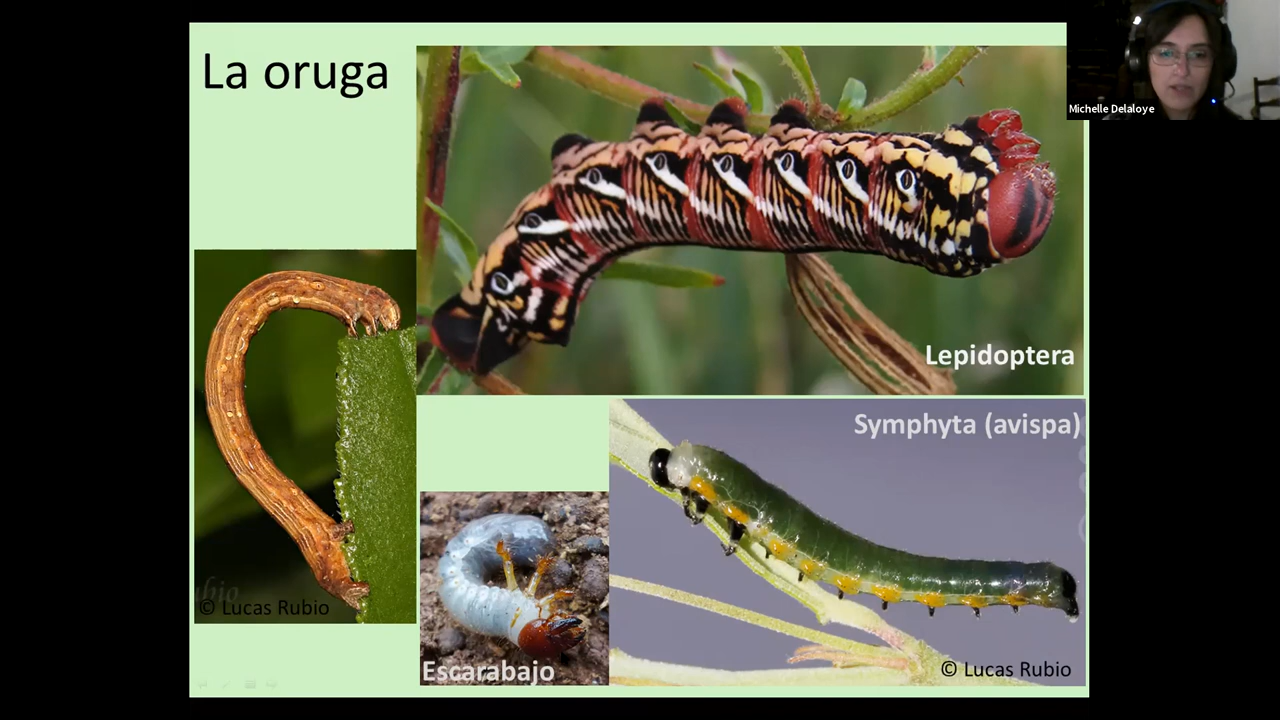 La oruga
Michelle Delaloye
Lepidoptera
Symphyta (avispa)
© Lucas Rubio
Escarabajo
© Lucas Rubio